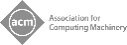 acm
Association for
Computing Machinery